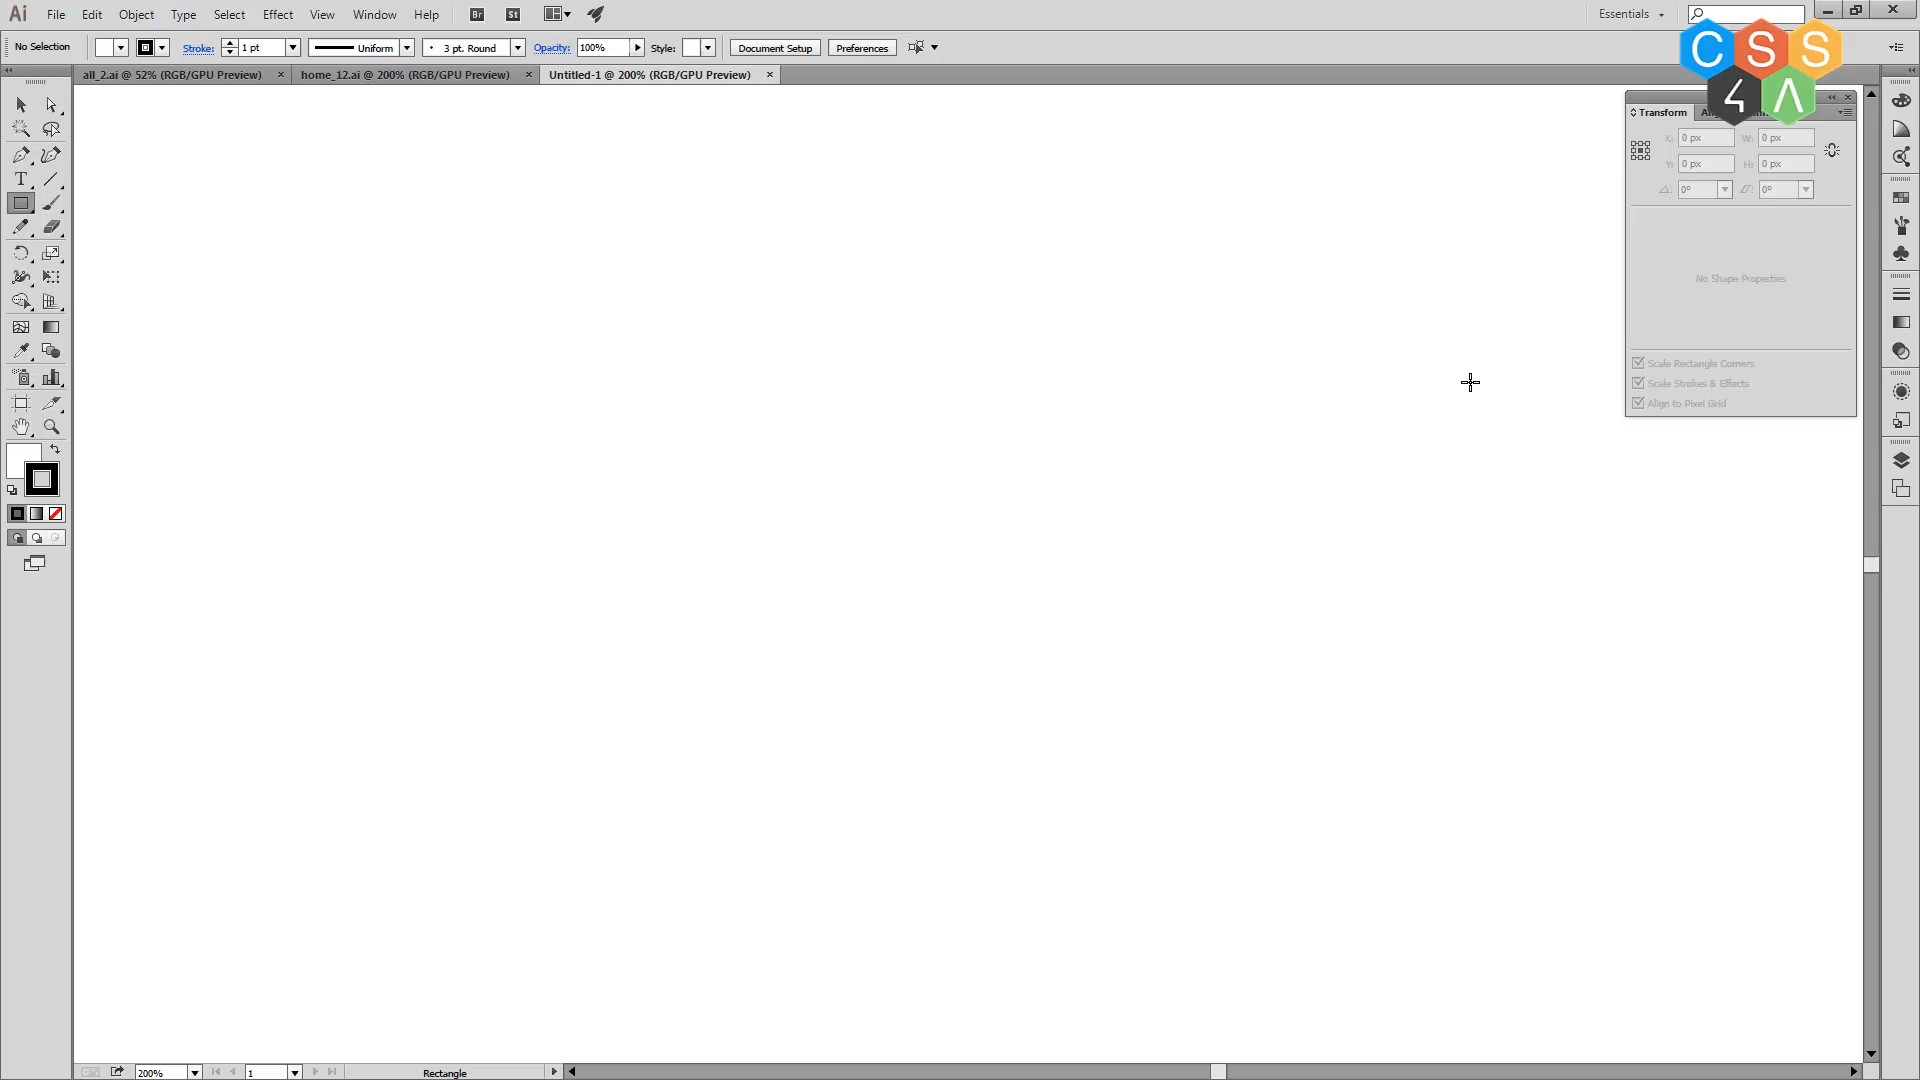 Ai File Edit Object Type Select Effect View Window Help Br St Essentials
No Selection Stroke: 1 pt Uniform 3 pt. Round Opacity: 100% Style: Document Setup Preferences
CSS
4Λ
all_2.ai @ 52% (RGB/GPU Preview) × home_12.ai @ 200% (RGB/GPU Preview) × Untitled-1 @ 200% (RGB/GPU Preview) ×
Transform
X: 0 px W: 0 px
Y: 0 px H: 0 px
0° 0°
No Shape Properties
Scale Rectangle Corners
Scale Strokes & Effects
Align to Pixel Grid
T
200% 1 Rectangle